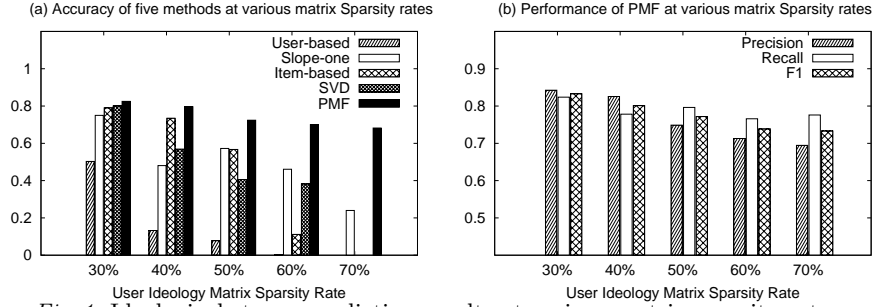 (a) Accuracy of five methods at various matrix Sparsity rates
User-based
Slope-one
Item-based
SVD
PMF
1
0.8
0.6
0.4
0.2
0
30% 40% 50% 60% 70%
User Ideology Matrix Sparsity Rate
(b) Performance of PMF at various matrix Sparsity rates
Precision
Recall
F1
0.9
0.8
0.7
0.6
0.5
30% 40% 50% 60% 70%
User Ideology Matrix Sparsity Rate